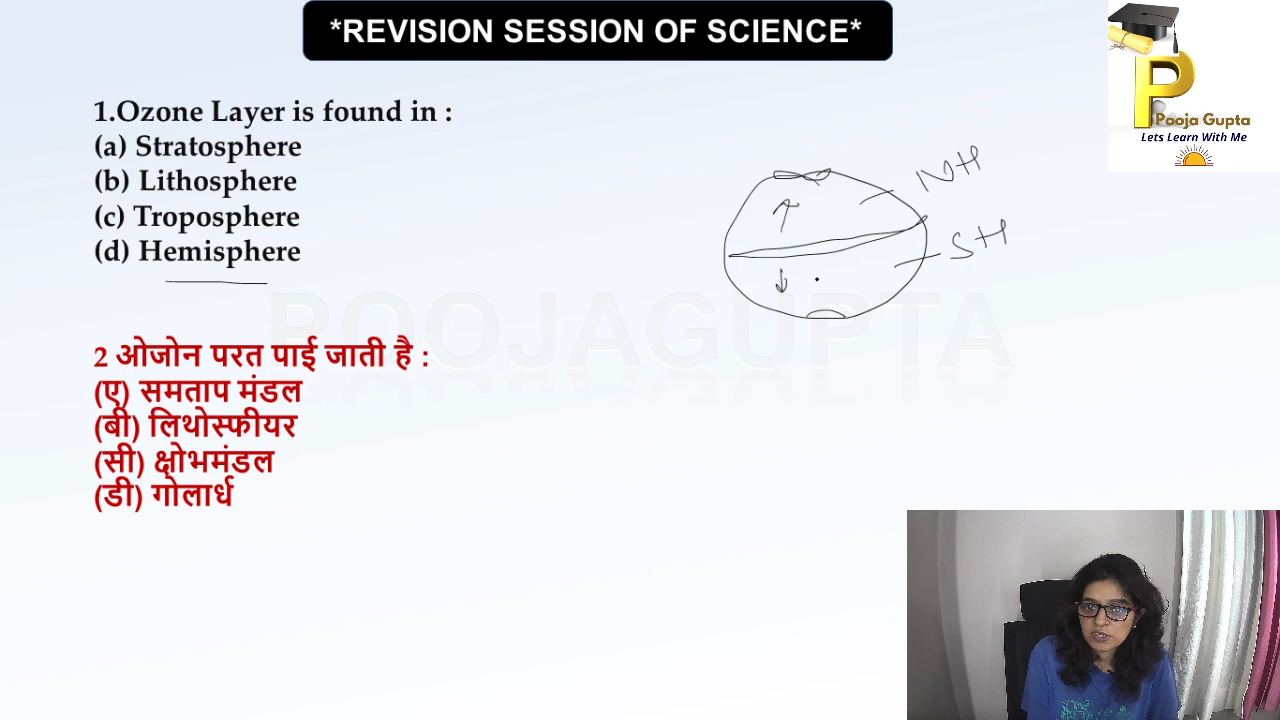 *REVISION SESSION OF SCIENCE*
Pooja Gupta
Lets Learn With Me
1.Ozone Layer is found in :
(a) Stratosphere
(b) Lithosphere
(c) Troposphere
(d) Hemisphere
NH
SH
POOJAGUPTA
2 ओजोन परत पाई जाती है :
(ए) समताप मंडल
(बी) लिथोस्फीयर
(सी) क्षोभमंडल
(डी) गोलार्ध